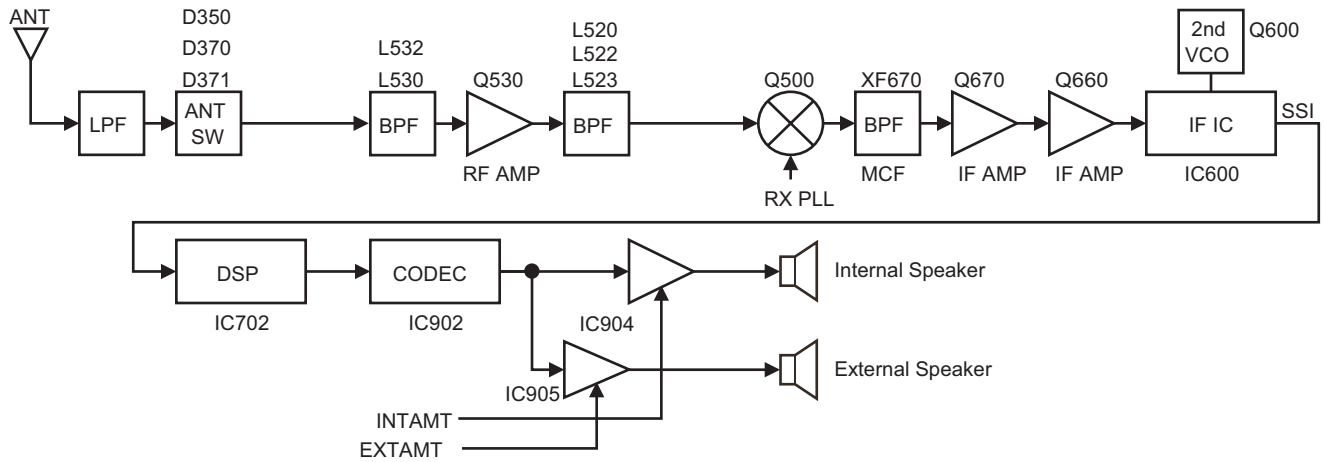 ANT
D350
D370
D371
L532
L530
Q530
L520
L522
L523
Q500
XF670
Q670
Q660
2nd
VCO
Q600
LPF
ANT
SW
BPF
BPF
BPF
IF IC
SSI
RF AMP
RX PLL
MCF
IF AMP
IF AMP
IC600
DSP
CODEC
Internal Speaker
IC702
IC902
IC904
External Speaker
IC905
INTAMT
EXTAMT